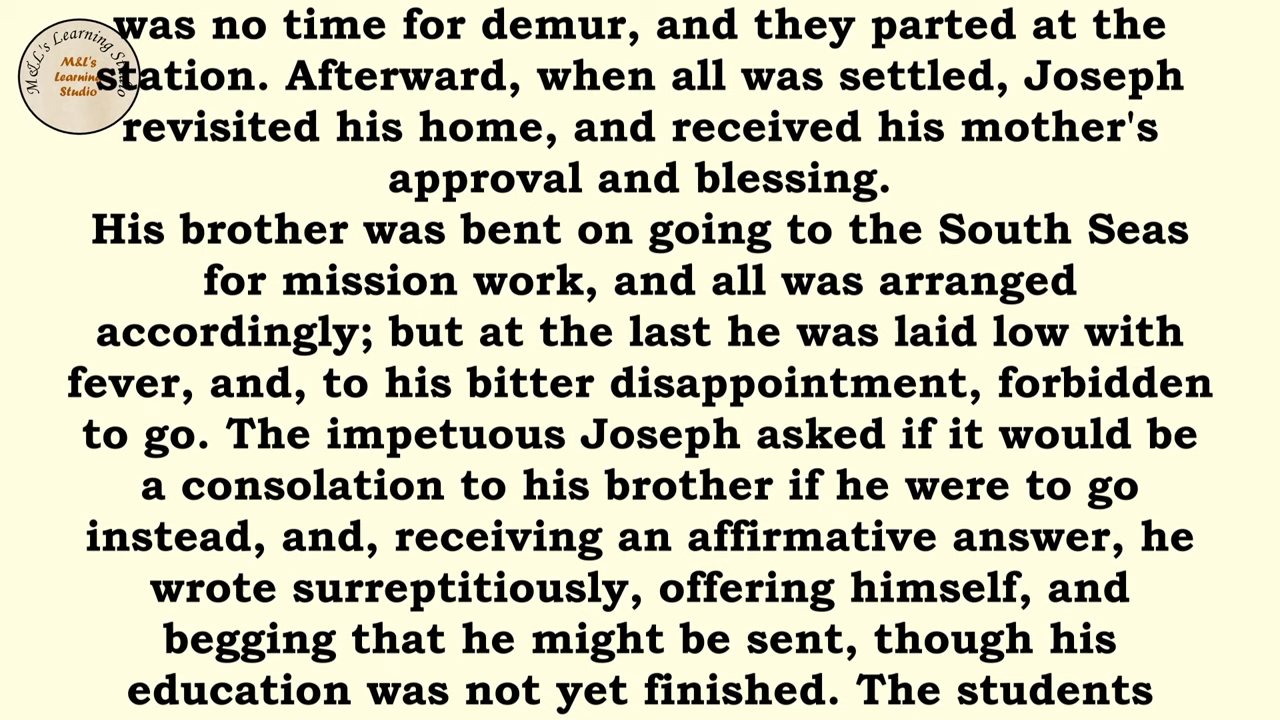 was no time for demur, and they parted at the
station. Afterward, when all was settled, Joseph
revisited his home, and received his mother's
approval and blessing.
His brother was bent on going to the South Seas
for mission work, and all was arranged
accordingly; but at the last he was laid low with
fever, and, to his bitter disappointment, forbidden
to go. The impetuous Joseph asked if it would be
a consolation to his brother if he were to go
instead, and, receiving an affirmative answer, he
wrote surreptitiously, offering himself, and
begging that he might be sent, though his
education was not yet finished. The students
M&L's Learning Studio
M&L's
Learning
Studio